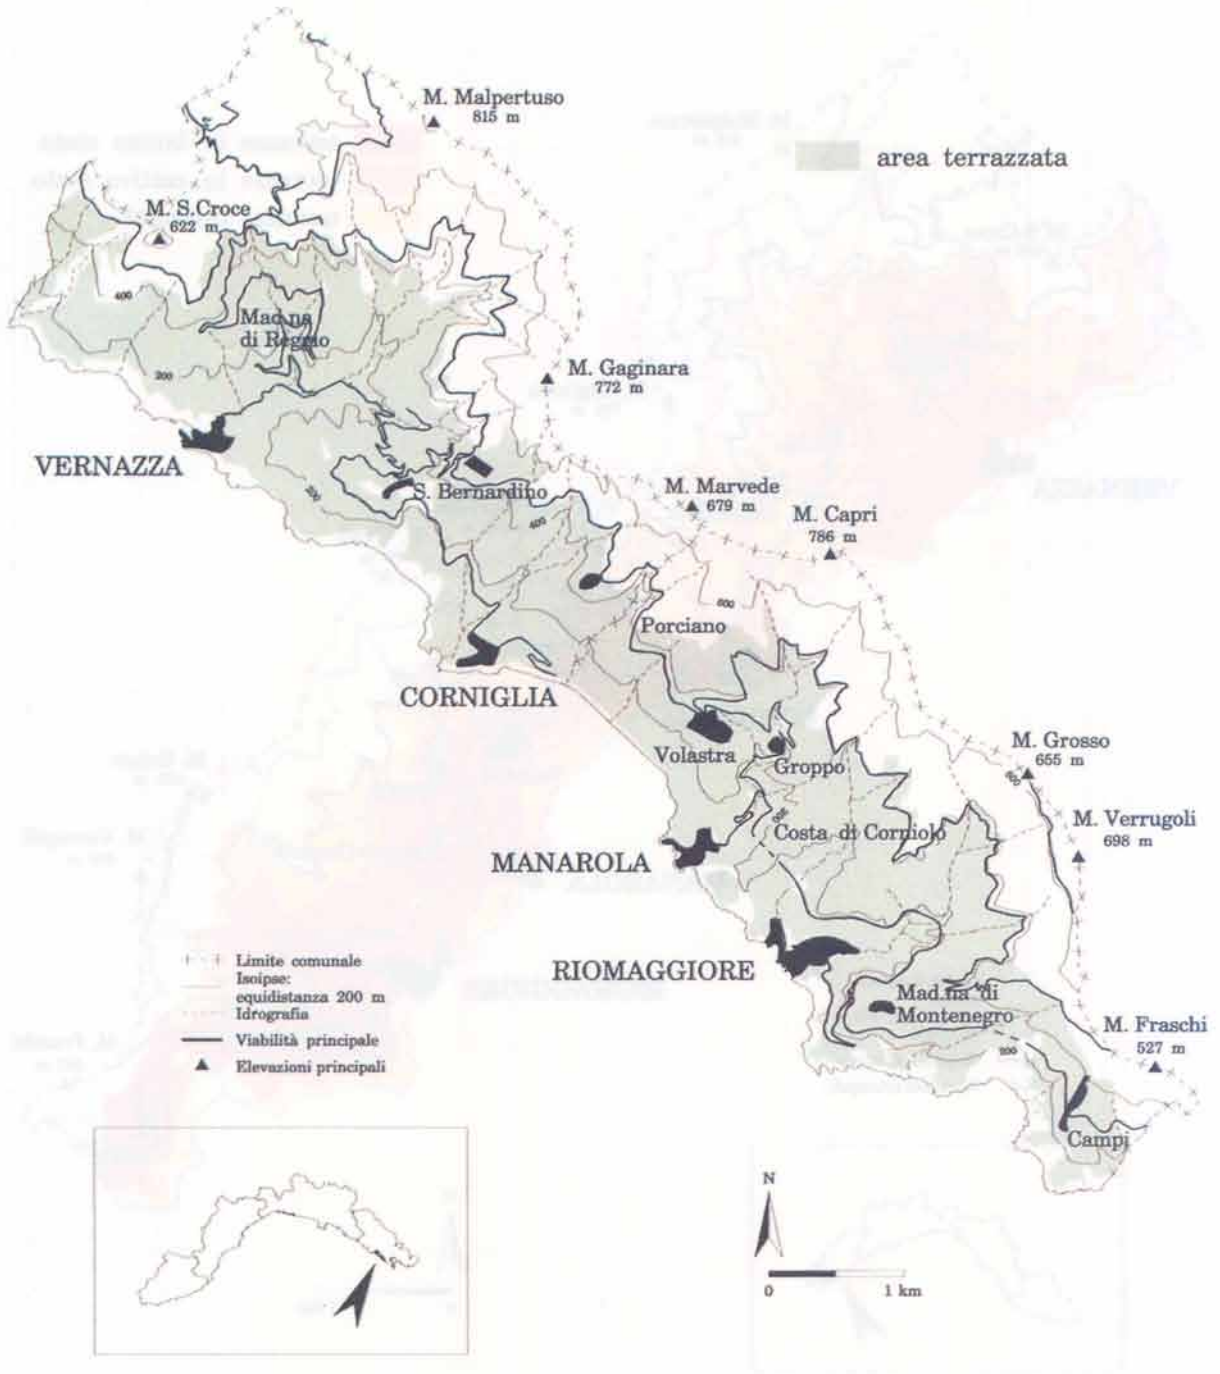 M. Malpertuso
815 m
area terrazzata
M. S.Croce
622 m
400
Mad.na
di Reggio
200
M. Gaginara
772 m
VERNAZZA
S. Bernardino
M. Marvede
679 m
M. Capri
786 m
400
600
Porciano
CORNIGLIA
Volastra
Groppo
M. Grosso
655 m
600
M. Verrugoli
698 m
Costa di Corniolo
MANAROLA
RIOMAGGIORE
Mad.na di
Montenegro
200
M. Fraschi
527 m
Campi
Limite comunale
Isoipse:
equidistanza 200 m
Idrografia
Viabilità principale
Elevazioni principali
N
0 1 km